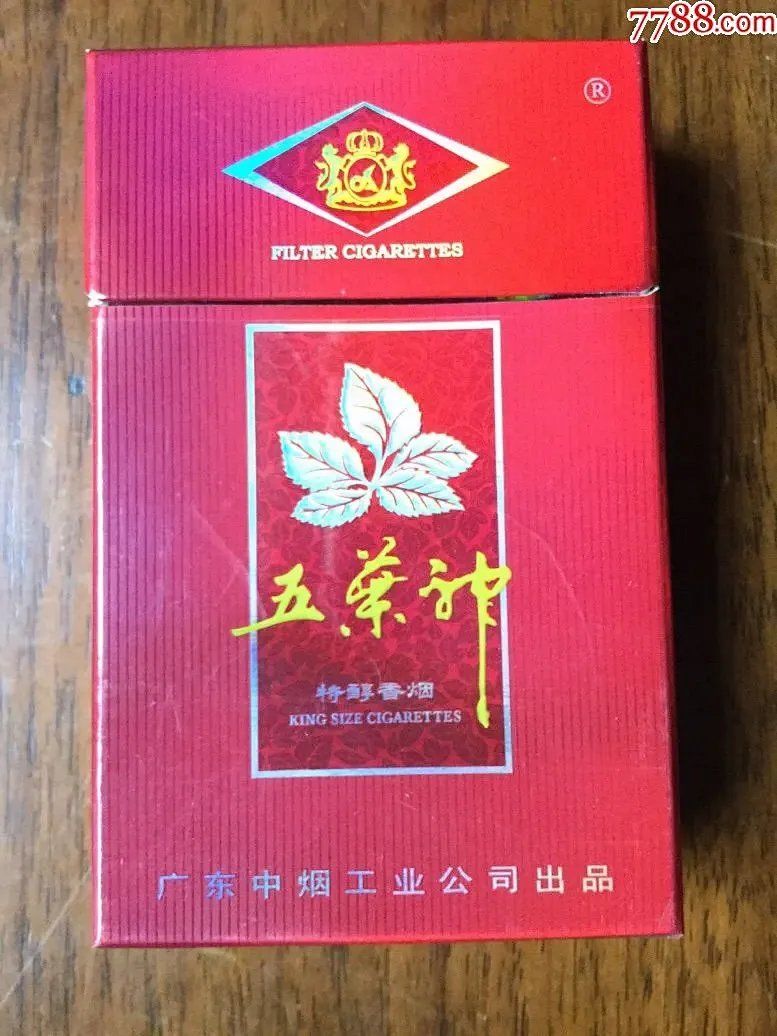 7788.com
®
FILTER CIGARETTES
五葉神
特醇香烟
KING SIZE CIGARETTES
广东中烟工业公司出品